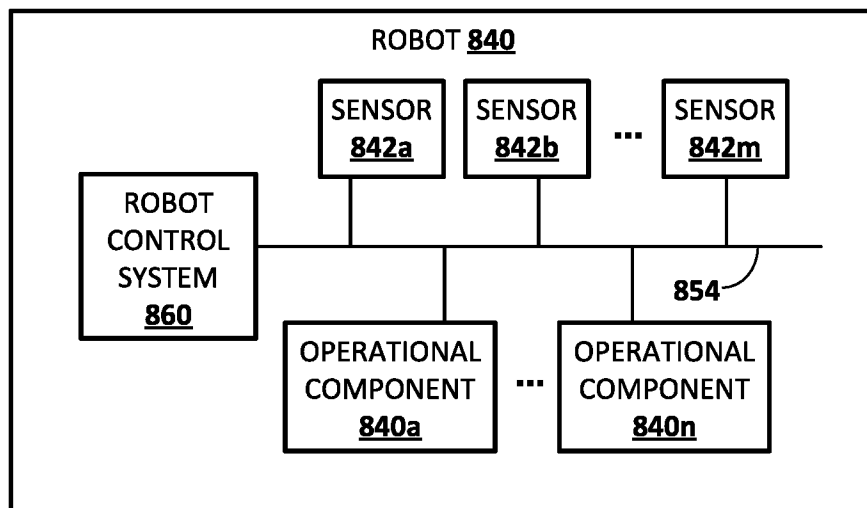 ROBOT 840
SENSOR
842a
SENSOR
842b
...
SENSOR
842m
ROBOT
CONTROL
SYSTEM
860
854
OPERATIONAL
COMPONENT
840a
...
OPERATIONAL
COMPONENT
840n